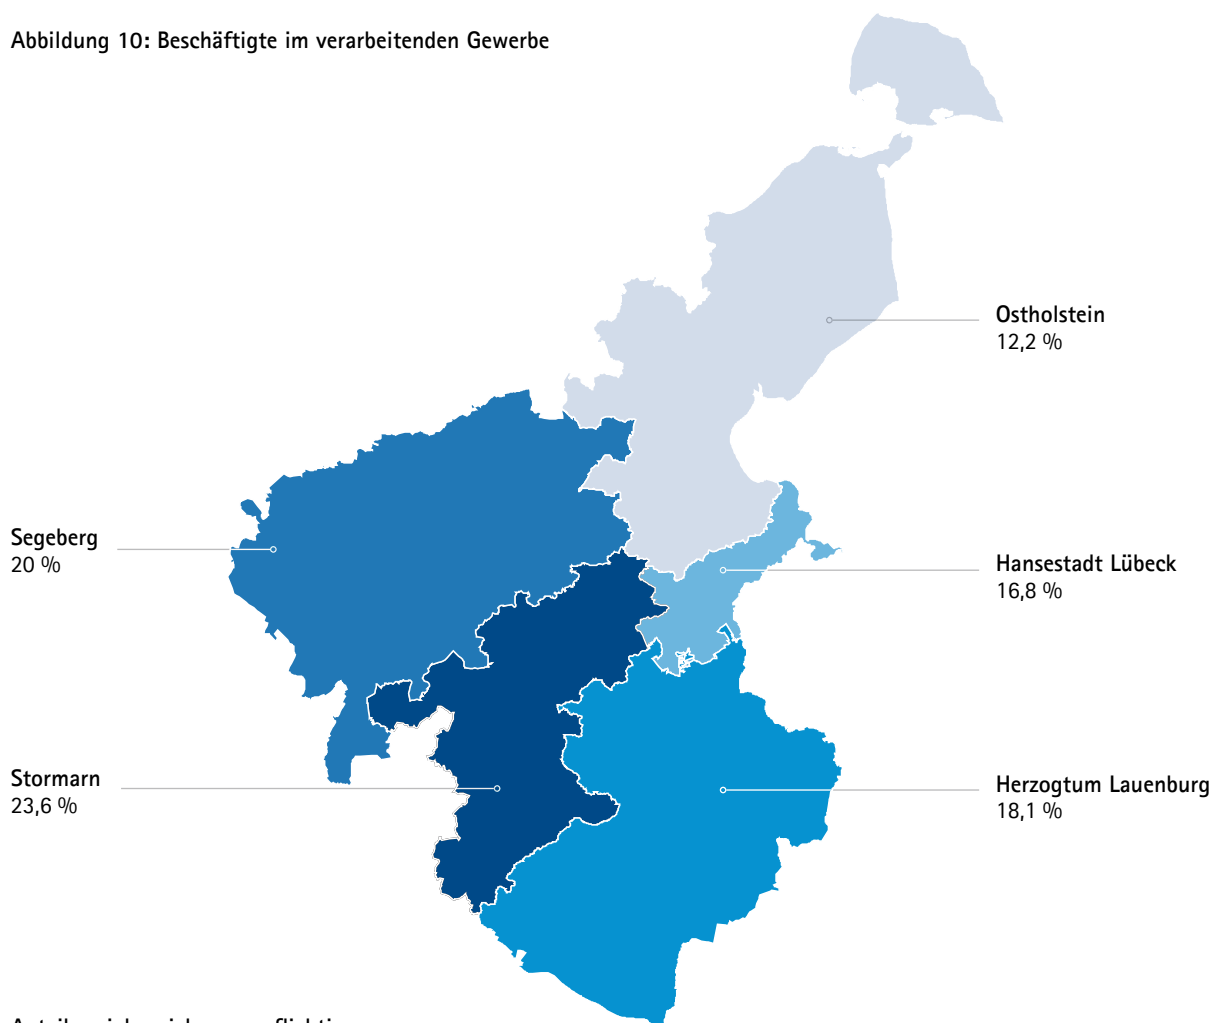 Abbildung 10: Beschäftigte im verarbeitenden Gewerbe
Ostholstein
12,2 %
Segeberg
20 %
Hansestadt Lübeck
16,8 %
Stormarn
23,6 %
Herzogtum Lauenburg
18,1 %